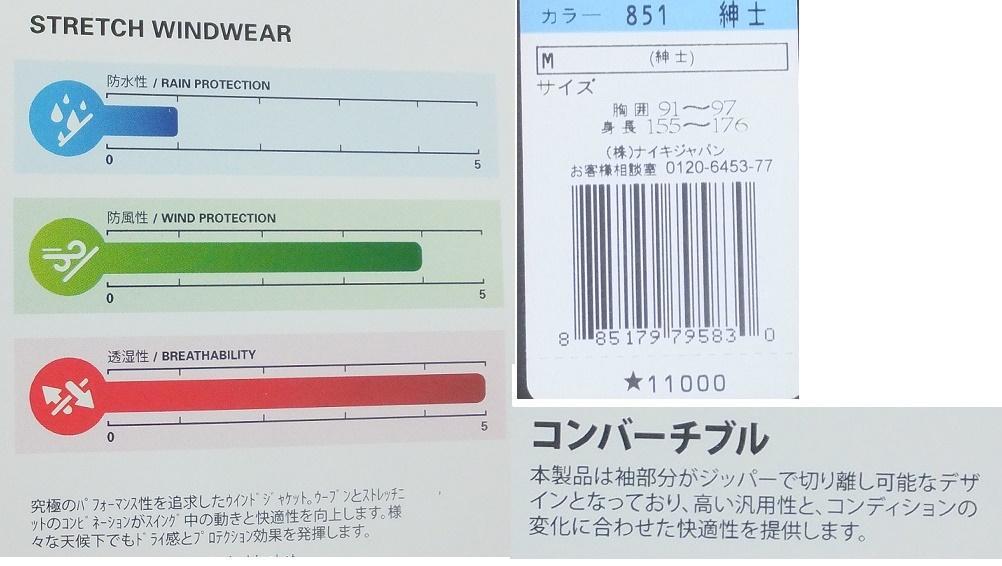 STRETCH WINDWEAR
防水性 / RAIN PROTECTION
0 5
防風性 / WIND PROTECTION
0 5
透湿性 / BREATHABILITY
0 5
究極のパフォーマンス性を追求したウインドジャケット。ウーブンとストレッチニ
ットのコンビネーションがスイング中の動きと快適性を向上します。様
々な天候下でもドライ感とプロテクション効果を発揮します。
カラー 851 紳士
M (紳士)
サイズ
胸囲 91〜97
身長 155〜176
(株)ナイキジャパン
お客様相談室 0120-6453-77
8 85179 79583 0
★11000
コンバーチブル
本製品は袖部分がジッパーで切り離し可能なデザ
インとなっており、高い汎用性と、コンディションの
変化に合わせた快適性を提供します。